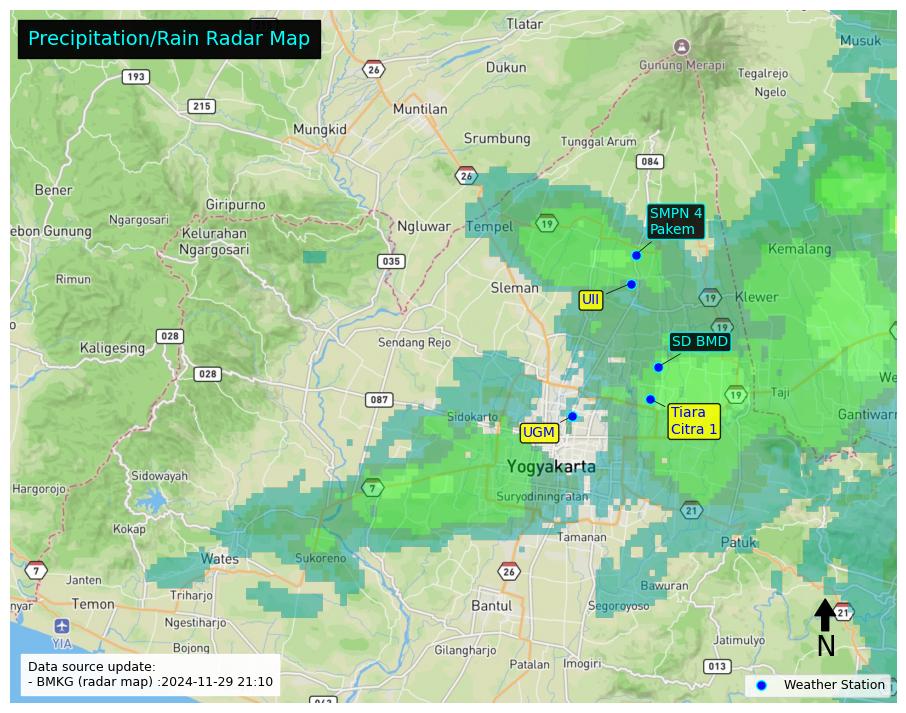 Precipitation/Rain Radar Map
Tlatar
Musuk
26
193
Dukun
Gunung Merapi
Tegalrejo
Ngelo
215
Muntilan
Mungkid
Srumbung
Tunggal Arum
084
26
Bener
Giripurno
SMPN 4
Pakem
Ngargosari
Kelurahan
Ngargosari
Ngluwar
Tempel
19
ebon Gunung
Kemalang
035
Rimun
Sleman
UII
19
Klewer
19
028
Kaligesing
Sendang Rejo
SD BMD
028
We
087
19
Taji
Sidokarto
Tiara
Citra 1
Gantiwarn
UGM
Yogyakarta
Sidowayah
Hargorojo
7
Suryodiningratan
21
Kokap
Tamanan
Patuk
Wates
Sukoreno
7
26
Janten
Bawuran
Triharjo
nyar
Temon
Bantul
Segoroyoso
21
Ngestiharjo
N
YIA
Bojong
Gilangharjo
Jatimulyo
Data source update:
- BMKG (radar map) :2024-11-29 21:10
Patalan
Imogiri
013
Weather Station